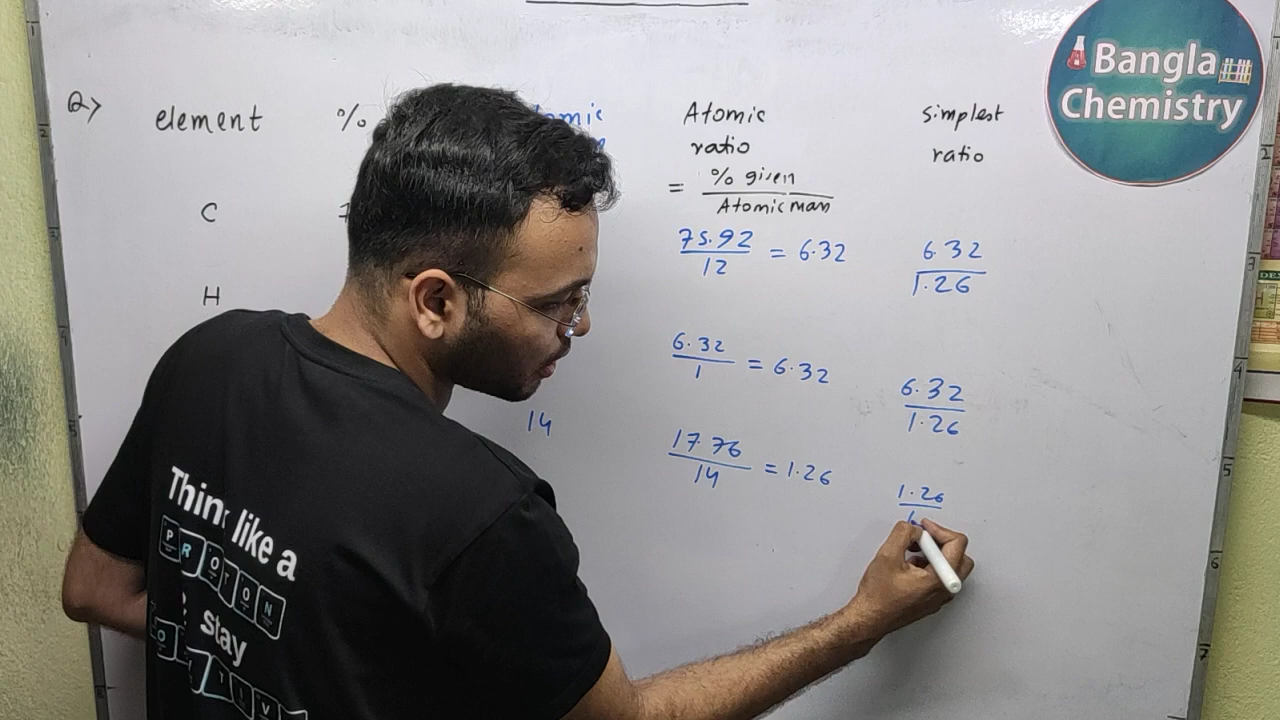 Bangla
Chemistry
Q>
element
%
Atomic
ratio
simplest
ratio
= % given
Atomic mass
C
75.92
12
= 6.32
6.32
1.26
H
6.32
1
= 6.32
6.32
1.26
14
17.76
14
= 1.26
1.26
Think like a
PROTON
stay